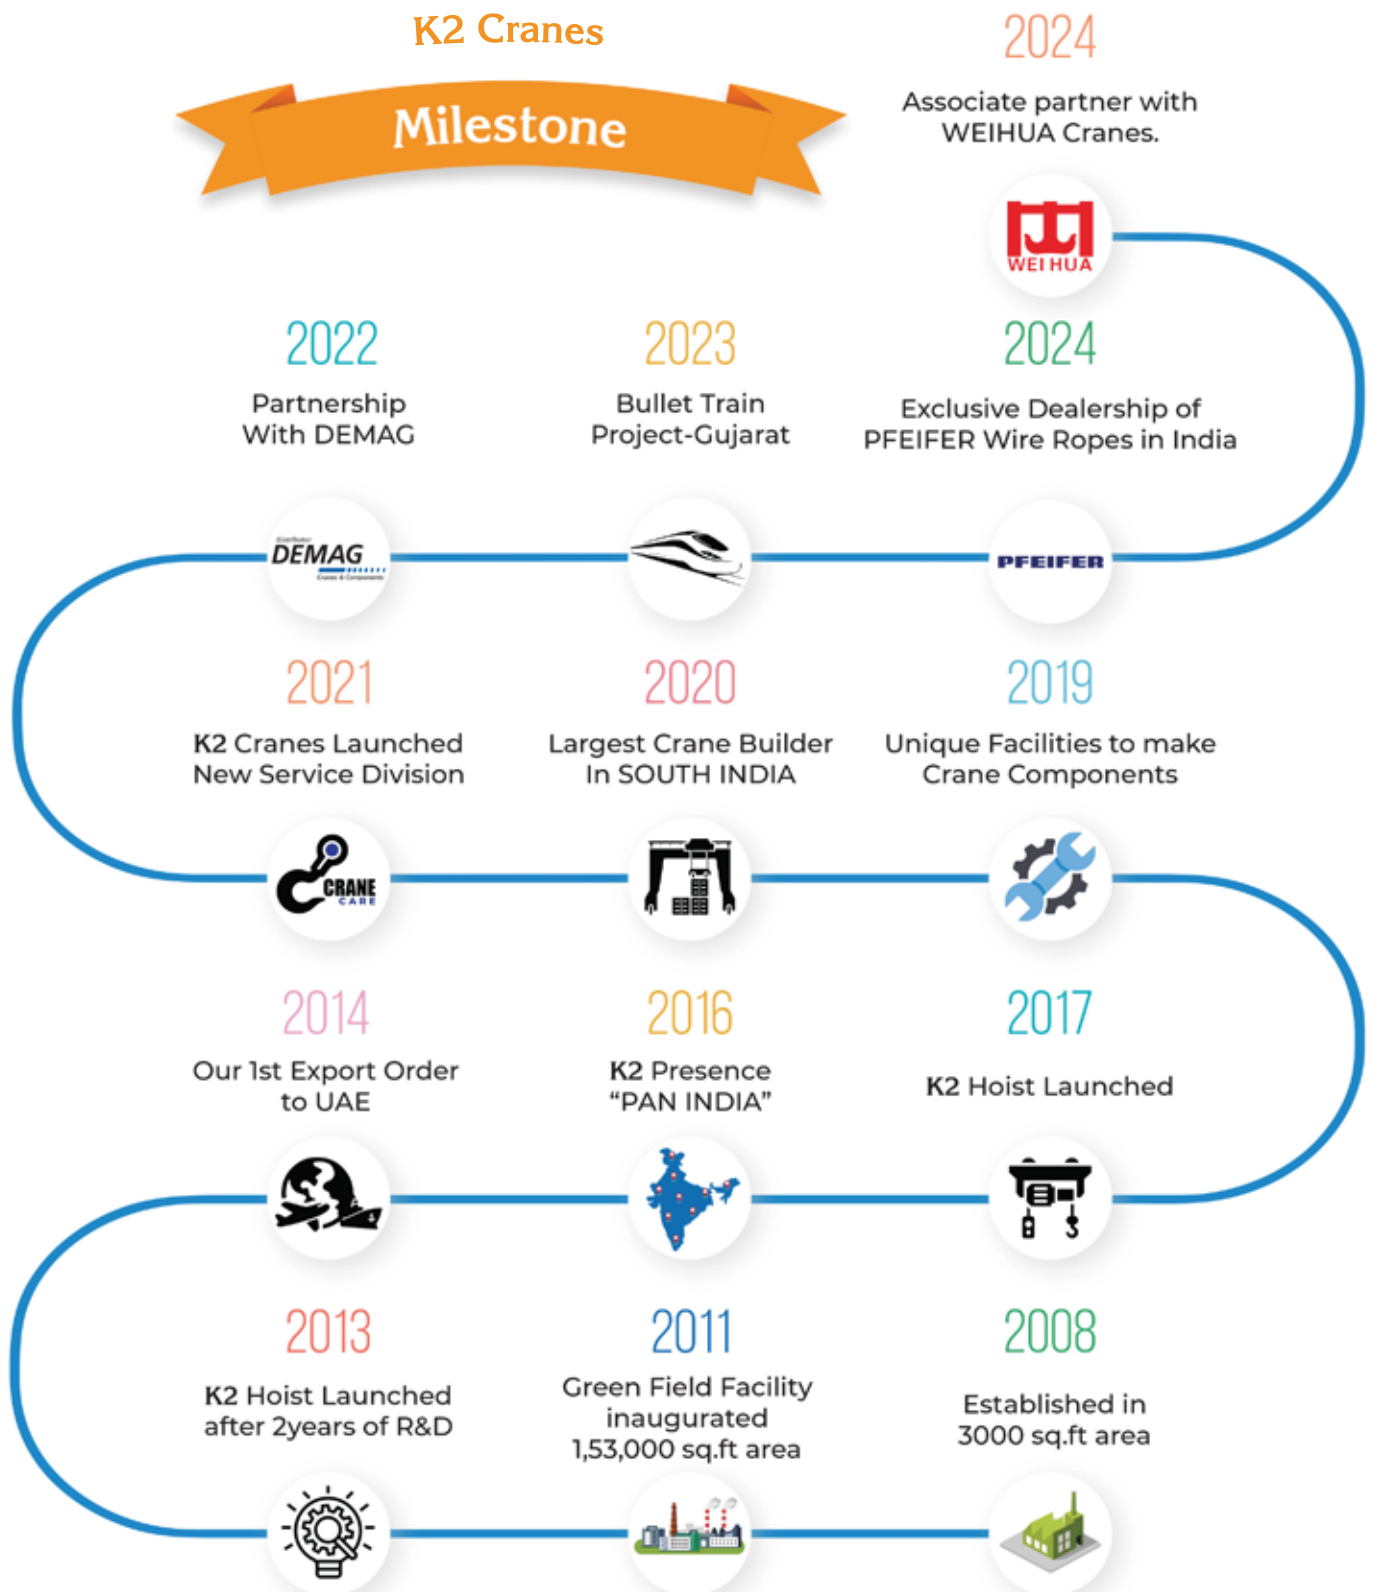 K2 Cranes
Milestone
2024
Associate partner with
WEIHUA Cranes.
WEI HUA
2022
Partnership
With DEMAG
2023
Bullet Train
Project-Gujarat
2024
Exclusive Dealership of
PFEIFER Wire Ropes in India
Distributor
DEMAG
Cranes & Components
PFEIFER
2021
K2 Cranes Launched
New Service Division
2020
Largest Crane Builder
In SOUTH INDIA
2019
Unique Facilities to make
Crane Components
CRANE
CARE
2014
Our 1st Export Order
to UAE
2016
K2 Presence
“PAN INDIA”
2017
K2 Hoist Launched
2013
K2 Hoist Launched
after 2years of R&D
2011
Green Field Facility
inaugurated
1,53,000 sq.ft area
2008
Established in
3000 sq.ft area